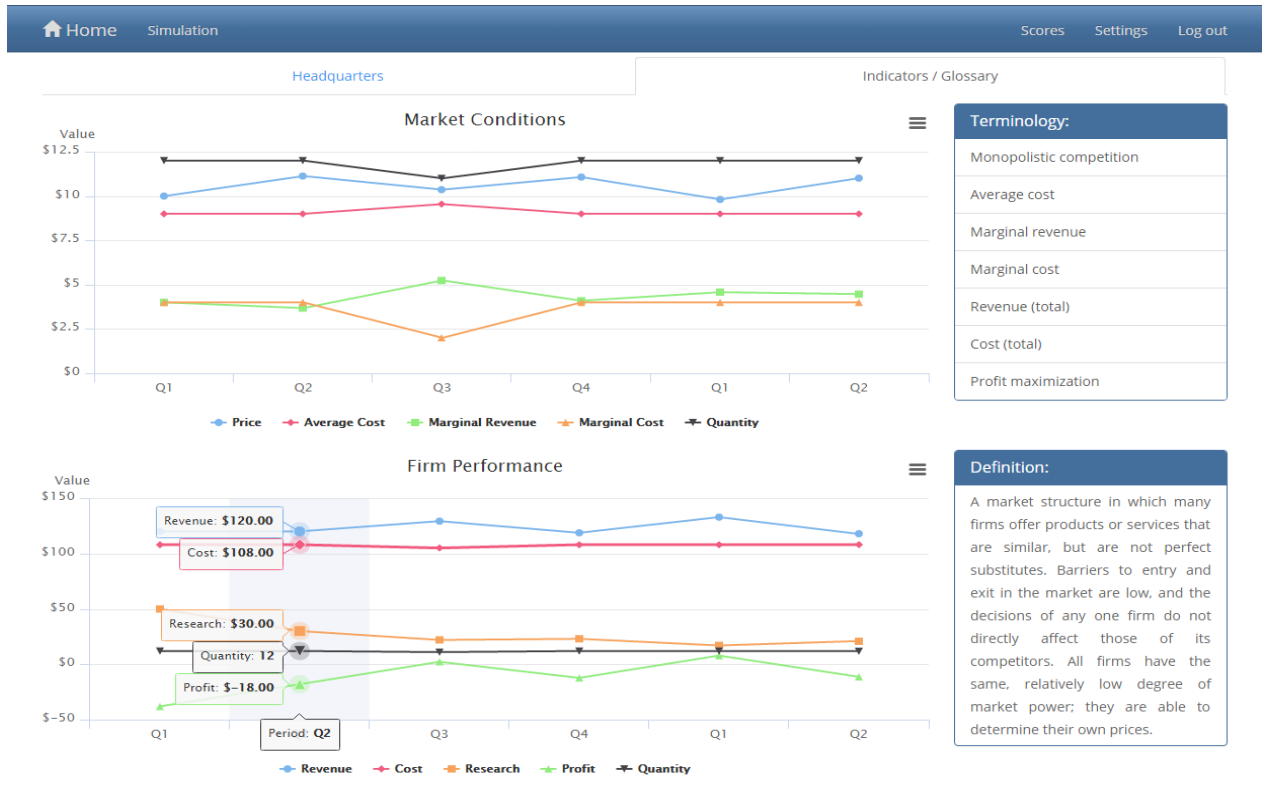 Home Simulation Scores Settings Log out
Headquarters Indicators / Glossary
Market Conditions
Value
$12.5
$10
$7.5
$5
$2.5
$0
Q1 Q2 Q3 Q4 Q1 Q2
Price Average Cost Marginal Revenue Marginal Cost Quantity
Terminology:
Monopolistic competition
Average cost
Marginal revenue
Marginal cost
Revenue (total)
Cost (total)
Profit maximization
Firm Performance
Value
$150
$100
$50
$0
$−50
Revenue: $120.00
Cost: $108.00
Research: $30.00
Quantity: 12
Profit: $−18.00
Q1 Period: Q2 Q3 Q4 Q1 Q2
Revenue Cost Research Profit Quantity
Definition:
A market structure in which many
firms offer products or services that
are similar, but are not perfect
substitutes. Barriers to entry and
exit in the market are low, and the
decisions of any one firm do not
directly affect those of its
competitors. All firms have the
same, relatively low degree of
market power; they are able to
determine their own prices.